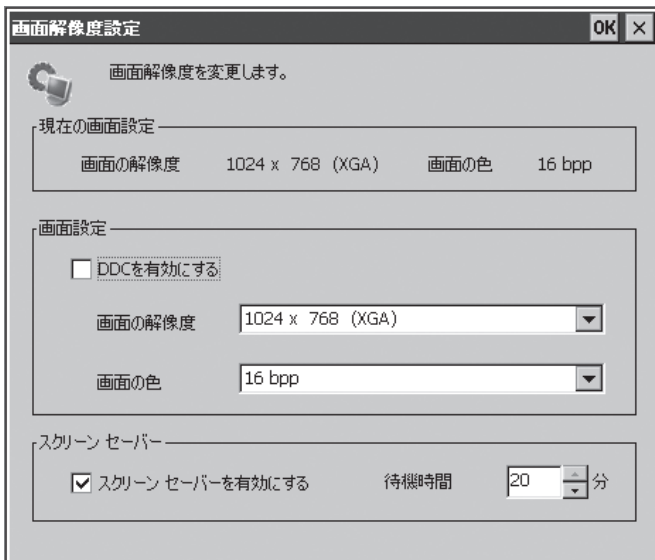 画面解像度設定 OK ×
画面解像度を変更します。
現在の画面設定
画面の解像度 1024 x 768 (XGA) 画面の色 16 bpp
画面設定
DDCを有効にする
画面の解像度 1024 x 768 (XGA)
画面の色 16 bpp
スクリーン セーバー
スクリーン セーバーを有効にする 待機時間 20 分